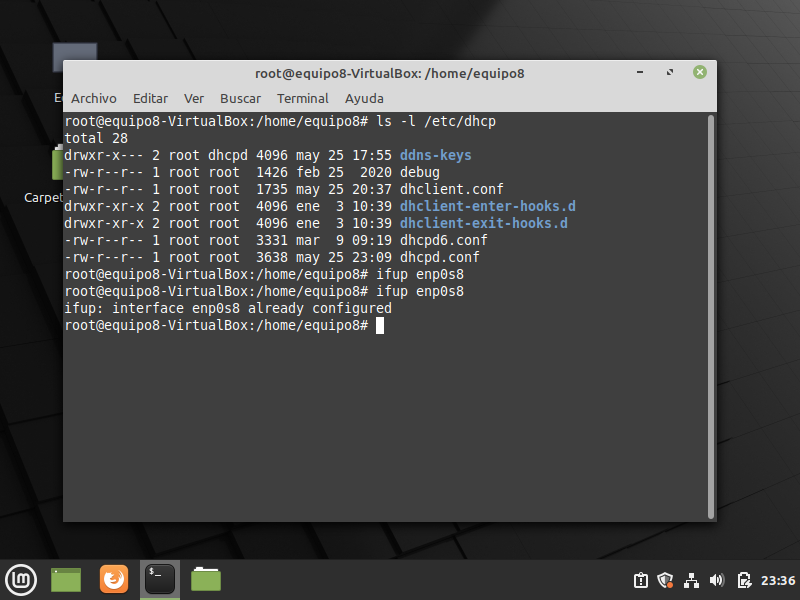 root@equipo8-VirtualBox: /home/equipo8
Archivo Editar Ver Buscar Terminal Ayuda
root@equipo8-VirtualBox:/home/equipo8# ls -l /etc/dhcp
total 28
drwxr-x--- 2 root dhcpd 4096 may 25 17:55 ddns-keys
-rw-r--r-- 1 root root  1426 feb 25  2020 debug
-rw-r--r-- 1 root root  1735 may 25 20:37 dhclient.conf
drwxr-xr-x 2 root root  4096 ene  3 10:39 dhclient-enter-hooks.d
drwxr-xr-x 2 root root  4096 ene  3 10:39 dhclient-exit-hooks.d
-rw-r--r-- 1 root root  3331 mar  9 09:19 dhcpd6.conf
-rw-r--r-- 1 root root  3638 may 25 23:09 dhcpd.conf
root@equipo8-VirtualBox:/home/equipo8# ifup enp0s8
root@equipo8-VirtualBox:/home/equipo8# ifup enp0s8
ifup: interface enp0s8 already configured
root@equipo8-VirtualBox:/home/equipo8#
Carpet
23:36